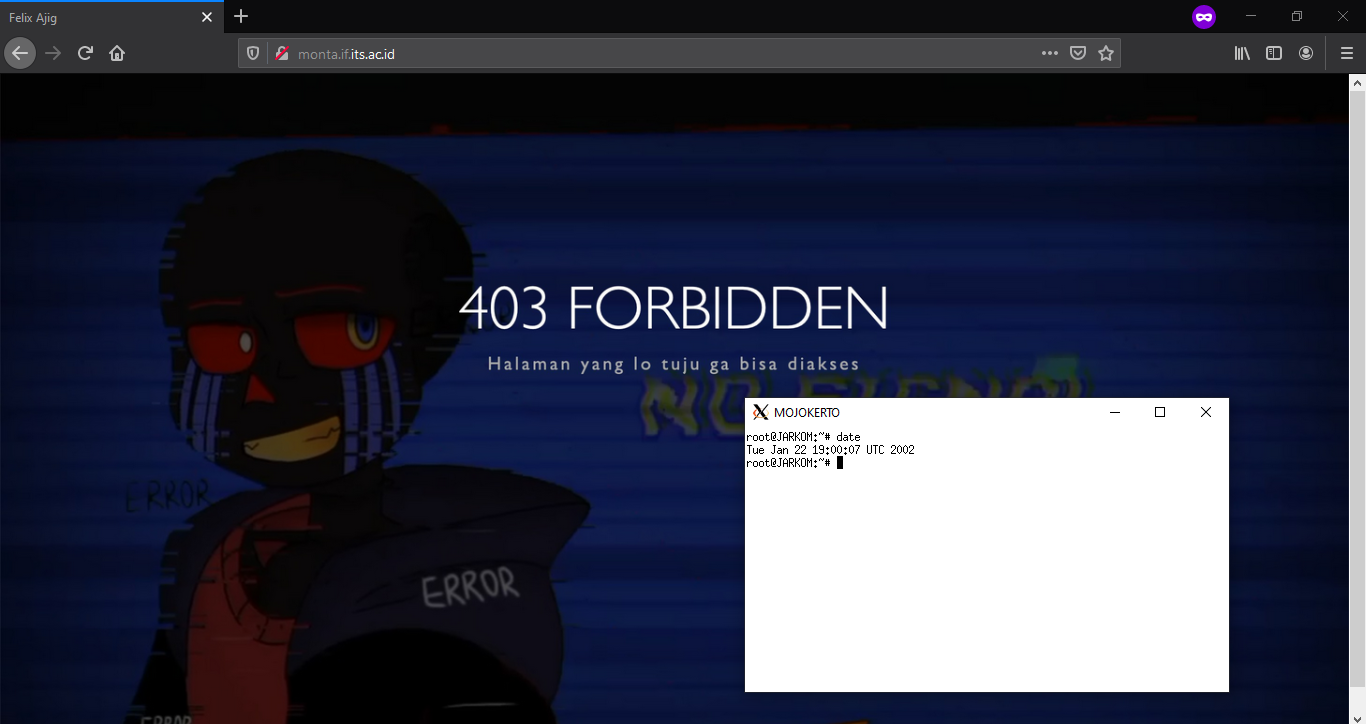 Felix Ajig
monta.if.its.ac.id
403 FORBIDDEN
Halaman yang lo tuju ga bisa diakses
MOJOKERTO
root@JARKOM:~# date
Tue Jan 22 19:00:07 UTC 2002
root@JARKOM:~#
ERROR
ERROR
ERROR